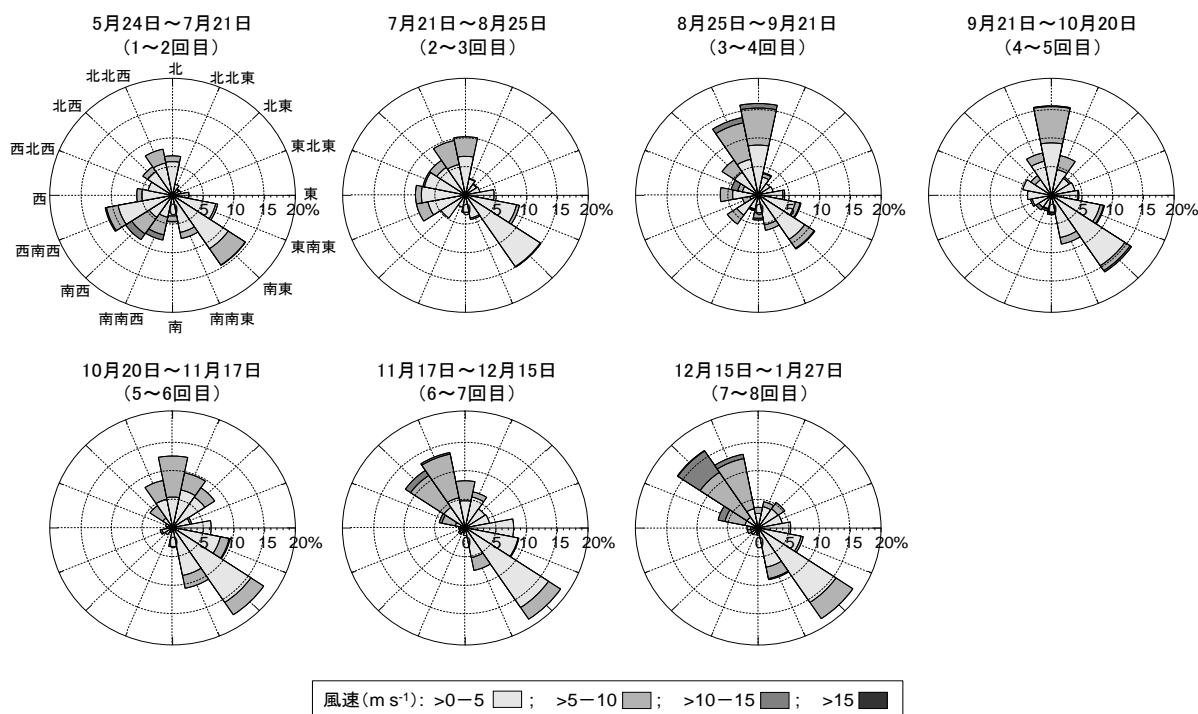 5月24日～7月21日
(1～2回目)
7月21日～8月25日
(2～3回目)
8月25日～9月21日
(3～4回目)
9月21日～10月20日
(4～5回目)
北
北北西
北北東
北西
北東
西北西
東北東
西
東
西南西
東南東
南西
南東
南南西
南南東
南
0 5 10 15 20%
0 5 10 15 20%
0 5 10 15 20%
0 5 10 15 20%
10月20日～11月17日
(5～6回目)
11月17日～12月15日
(6～7回目)
12月15日～1月27日
(7～8回目)
0 5 10 15 20%
0 5 10 15 20%
0 5 10 15 20%
風速(m s⁻¹): >0－5 ; >5－10 ; >10－15 ; >15